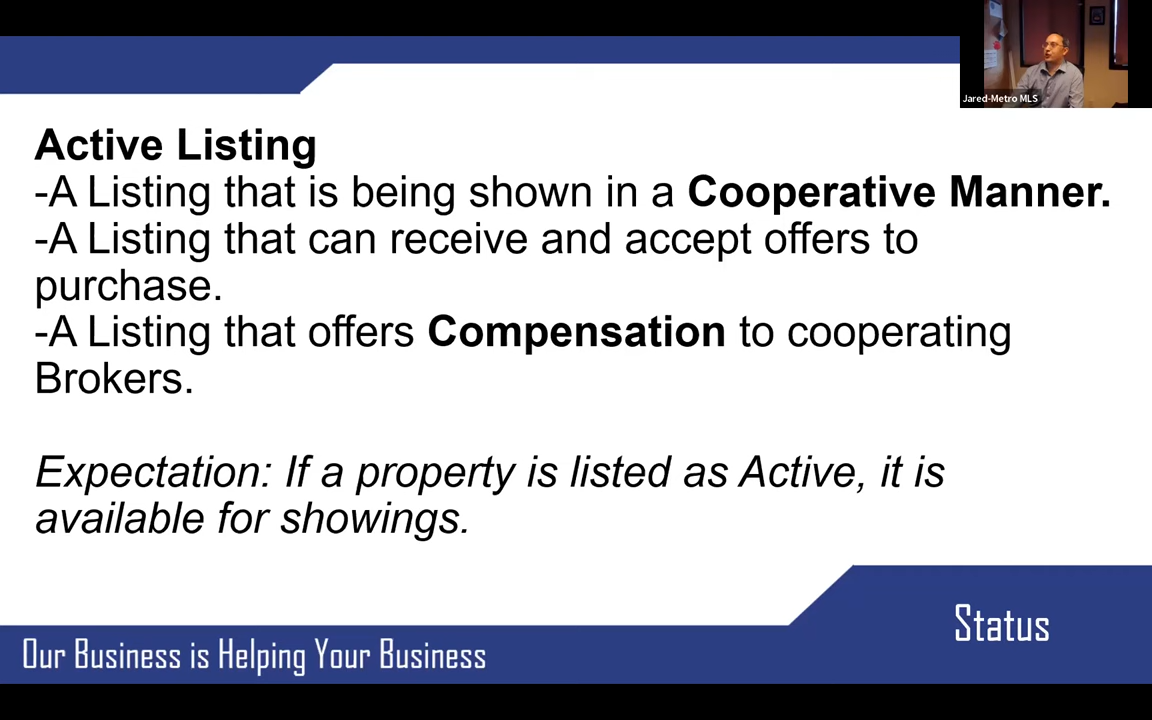 Jared-Metro MLS
Active Listing
-A Listing that is being shown in a Cooperative Manner.
-A Listing that can receive and accept offers to
purchase.
-A Listing that offers Compensation to cooperating
Brokers.
Expectation: If a property is listed as Active, it is
available for showings.
Status
Our Business is Helping Your Business